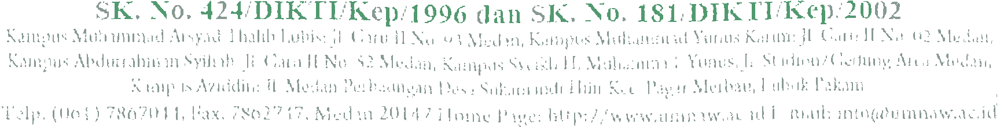 SK. No. 424/DIKTI/Kep/1996 dan SK. No. 181/DIKTI/Kep/2002
Kampus Muhammad Arsyad Thalib Lubis: Jl. Garu II No. 93 Medan, Kampus Muhammad Yunus Karim: Jl. Garu II No. 02 Medan,
Kampus Abdurrahman Syihab: Jl. Garu II No. 52 Medan, Kampus Syeikh H. Muhammad Yunus, Jl. Stadion/Gedung Arca Medan,
Kampus Aziddin: Jl. Medan Perbaungan Desa Sukamandi Hilir Kec. Pagar Merbau, Lubuk Pakam
Telp. (061) 7867044, Fax. 7862747, Medan 20147 Home Page: http://www.umnaw.ac.id E-mail: info@umnaw.ac.id